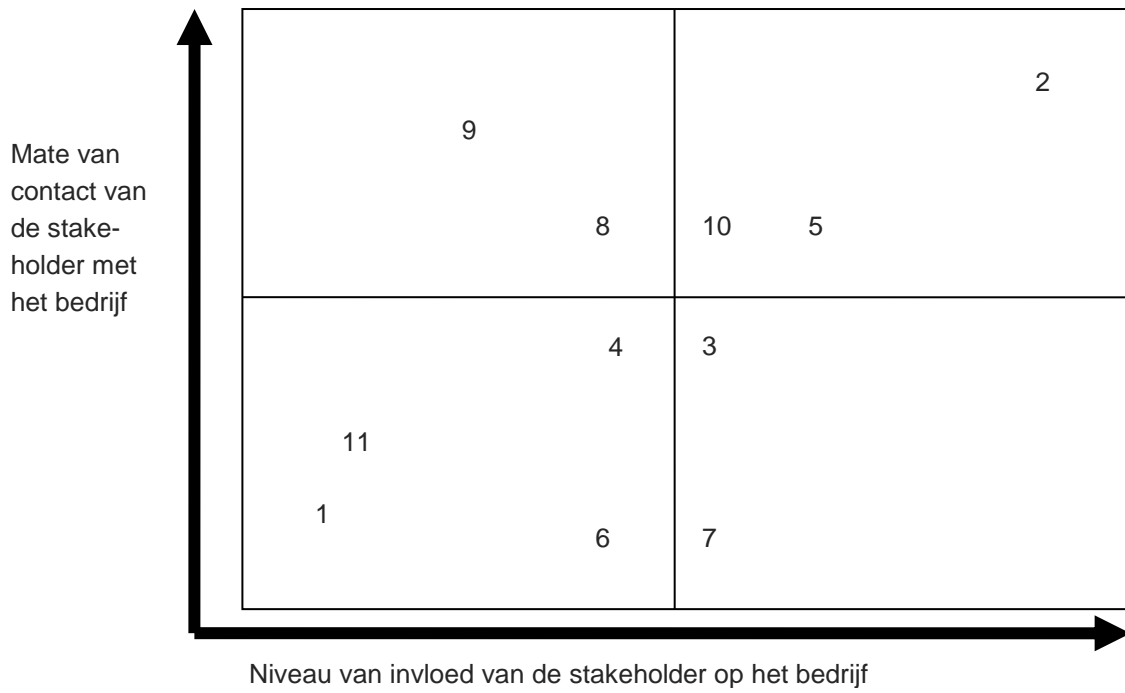 2
9
Mate van
contact van
de stake-
holder met
het bedrijf
8 10 5
4 3
11
1
6 7
Niveau van invloed van de stakeholder op het bedrijf